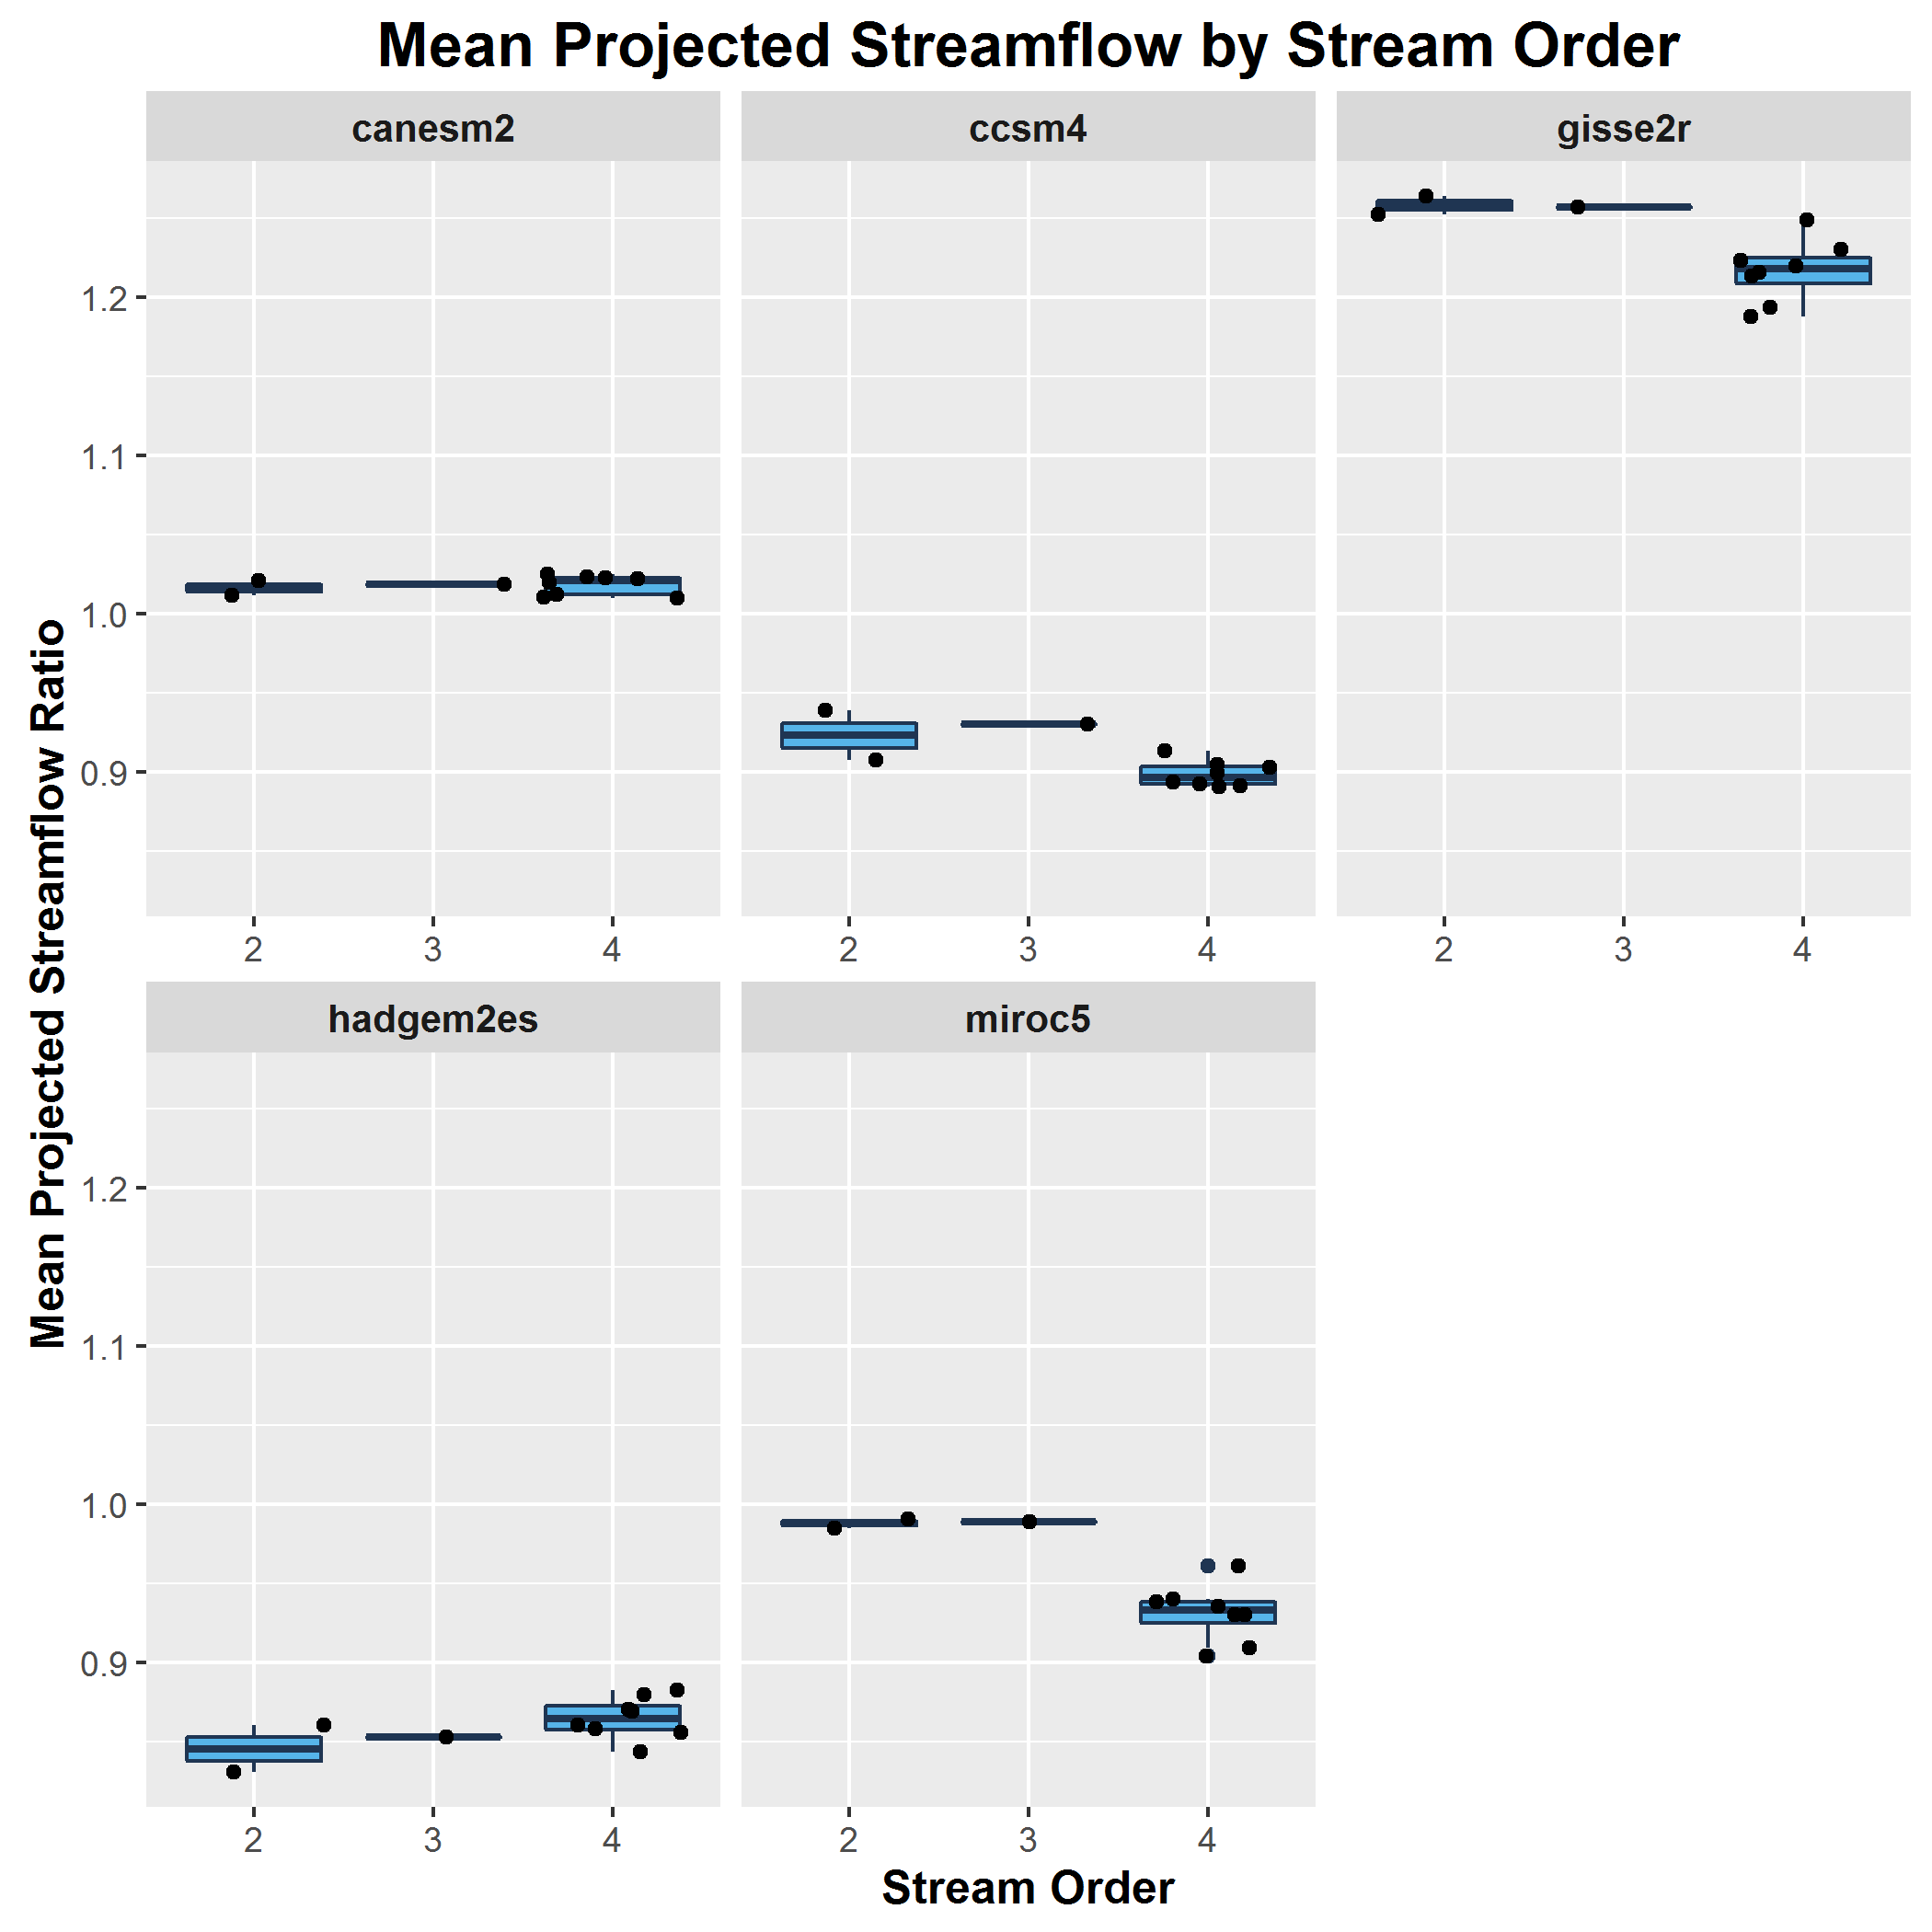 Mean Projected Streamflow by Stream Order
canesm2
ccsm4
gisse2r
1.2
1.1
1.0
0.9
2 3 4
2 3 4
2 3 4
Mean Projected Streamflow Ratio
hadgem2es
miroc5
1.2
1.1
1.0
0.9
2 3 4
2 3 4
Stream Order